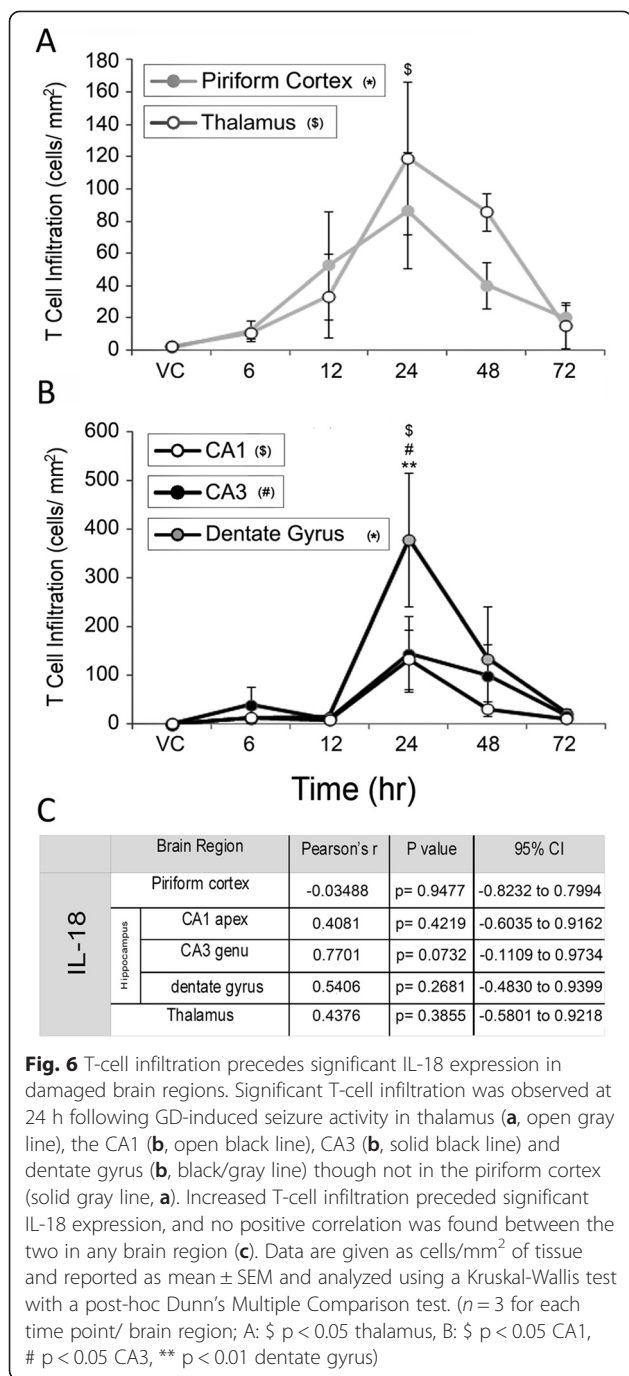 A
T Cell Infiltration (cells/ mm²)
180
160
140
120
100
80
60
40
20
0
Piriform Cortex (*)
Thalamus ($)
$
VC 6 12 24 48 72
B
T Cell Infiltration (cells/ mm²)
600
500
400
300
200
100
0
CA1 ($)
CA3 (#)
Dentate Gyrus (*)
$
#
**
VC 6 12 24 48 72
Time (hr)
C
IL-18
Brain Region Pearson's r P value 95% CI
Piriform cortex -0.03488 p= 0.9477 -0.8232 to 0.7994
Hippocampus
CA1 apex 0.4081 p= 0.4219 -0.6035 to 0.9162
CA3 genu 0.7701 p= 0.0732 -0.1109 to 0.9734
dentate gyrus 0.5406 p= 0.2681 -0.4830 to 0.9399
Thalamus 0.4376 p= 0.3855 -0.5801 to 0.9218
Fig. 6 T-cell infiltration precedes significant IL-18 expression in
damaged brain regions. Significant T-cell infiltration was observed at
24 h following GD-induced seizure activity in thalamus (a, open gray
line), the CA1 (b, open black line), CA3 (b, solid black line) and
dentate gyrus (b, black/gray line) though not in the piriform cortex
(solid gray line, a). Increased T-cell infiltration preceded significant
IL-18 expression, and no positive correlation was found between the
two in any brain region (c). Data are given as cells/mm² of tissue
and reported as mean ± SEM and analyzed using a Kruskal-Wallis test
with a post-hoc Dunn's Multiple Comparison test. (n = 3 for each
time point/ brain region; A: $ p < 0.05 thalamus, B: $ p < 0.05 CA1,
# p < 0.05 CA3, ** p < 0.01 dentate gyrus)